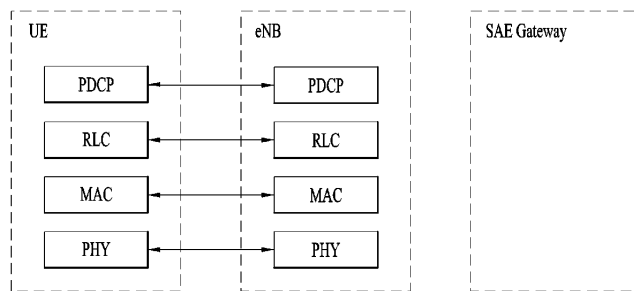 UE eNB SAE Gateway
PDCP PDCP
RLC RLC
MAC MAC
PHY PHY